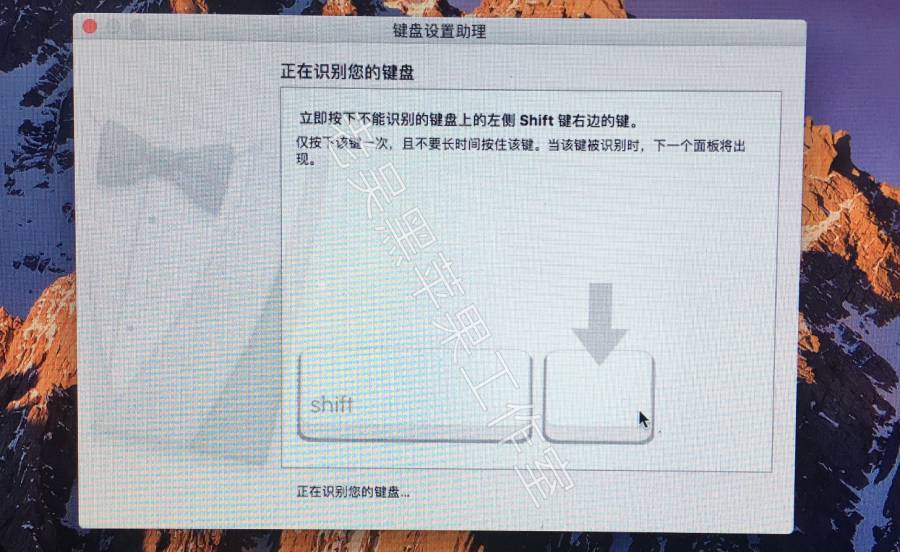 键盘设置助理
正在识别您的键盘
立即按下不能识别的键盘上的左侧 Shift 键右边的键。
仅按下该键一次，且不要长时间按住该键。当该键被识别时，下一个面板将出
现。
老吴黑苹果工作室
shift
正在识别您的键盘...